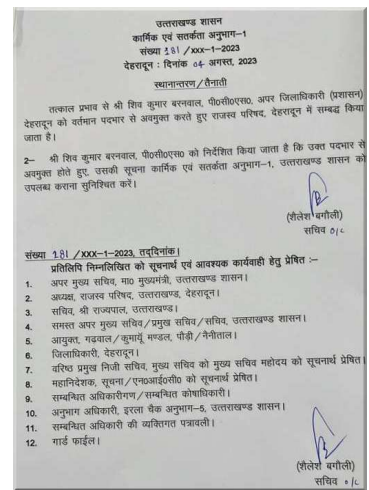 उत्तराखण्ड शासन
कार्मिक एवं सतर्कता अनुभाग–1
संख्या 181 /xxx-1-2023
देहरादून : दिनांक 04 अगस्त, 2023
स्थानान्तरण/तैनाती
तत्काल प्रभाव से श्री शिव कुमार बरनवाल, पी0सी0एस0, अपर जिलाधिकारी (प्रशासन)
देहरादून को वर्तमान पदभार से अवमुक्त करते हुए राजस्व परिषद, देहरादून में सम्बद्ध किया
जाता है।
2– श्री शिव कुमार बरनवाल, पी0सी0एस0 को निर्देशित किया जाता है कि उक्त पदभार से
अवमुक्त होते हुए, उसकी सूचना कार्मिक एवं सतर्कता अनुभाग–1, उत्तराखण्ड शासन को
उपलब्ध कराना सुनिश्चित करें।
(शैलेश बगौली)
सचिव o/c
संख्या 181 /XXX-1-2023, तद्दिनांक।
प्रतिलिपि निम्नलिखित को सूचनार्थ एवं आवश्यक कार्यवाही हेतु प्रेषित :–
1. अपर मुख्य सचिव, मा0 मुख्यमंत्री, उत्तराखण्ड शासन।
2. अध्यक्ष, राजस्व परिषद, उत्तराखण्ड, देहरादून।
3. सचिव, श्री राज्यपाल, उत्तराखण्ड।
4. समस्त अपर मुख्य सचिव/प्रमुख सचिव/सचिव, उत्तराखण्ड शासन।
5. आयुक्त, गढ़वाल/कुमायूं मण्डल, पौड़ी/नैनीताल।
6. जिलाधिकारी, देहरादून।
7. वरिष्ठ प्रमुख निजी सचिव, मुख्य सचिव को मुख्य सचिव महोदय को सूचनार्थ प्रेषित।
8. महानिदेशक, सूचना/एन0आई0सी0 को सूचनार्थ प्रेषित।
9. सम्बन्धित अधिकारीगण/सम्बन्धित कोषाधिकारी।
10. अनुभाग अधिकारी, इरला चैक अनुभाग–5, उत्तराखण्ड शासन।
11. सम्बन्धित अधिकारी की व्यक्तिगत पत्रावली।
12. गार्ड फाईल।
(शैलेश बगौली)
सचिव o/c